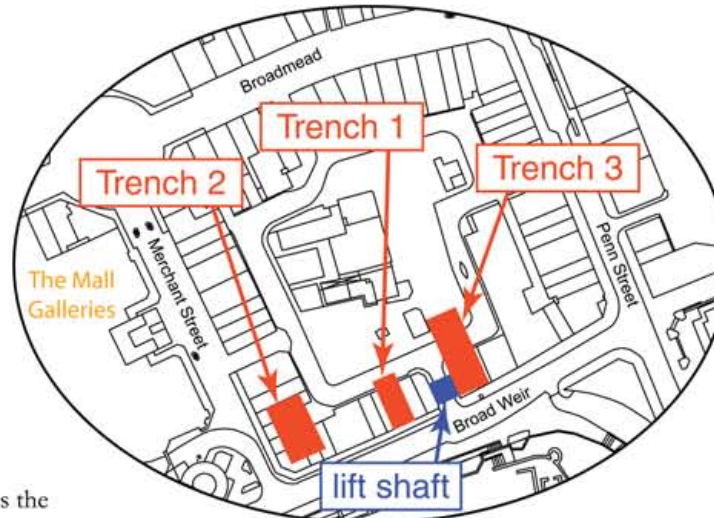 Broadmead
Trench 1
Trench 2
Trench 3
Merchant Street
Penn Street
The Mall
Galleries
Broad Weir
lift shaft
s the